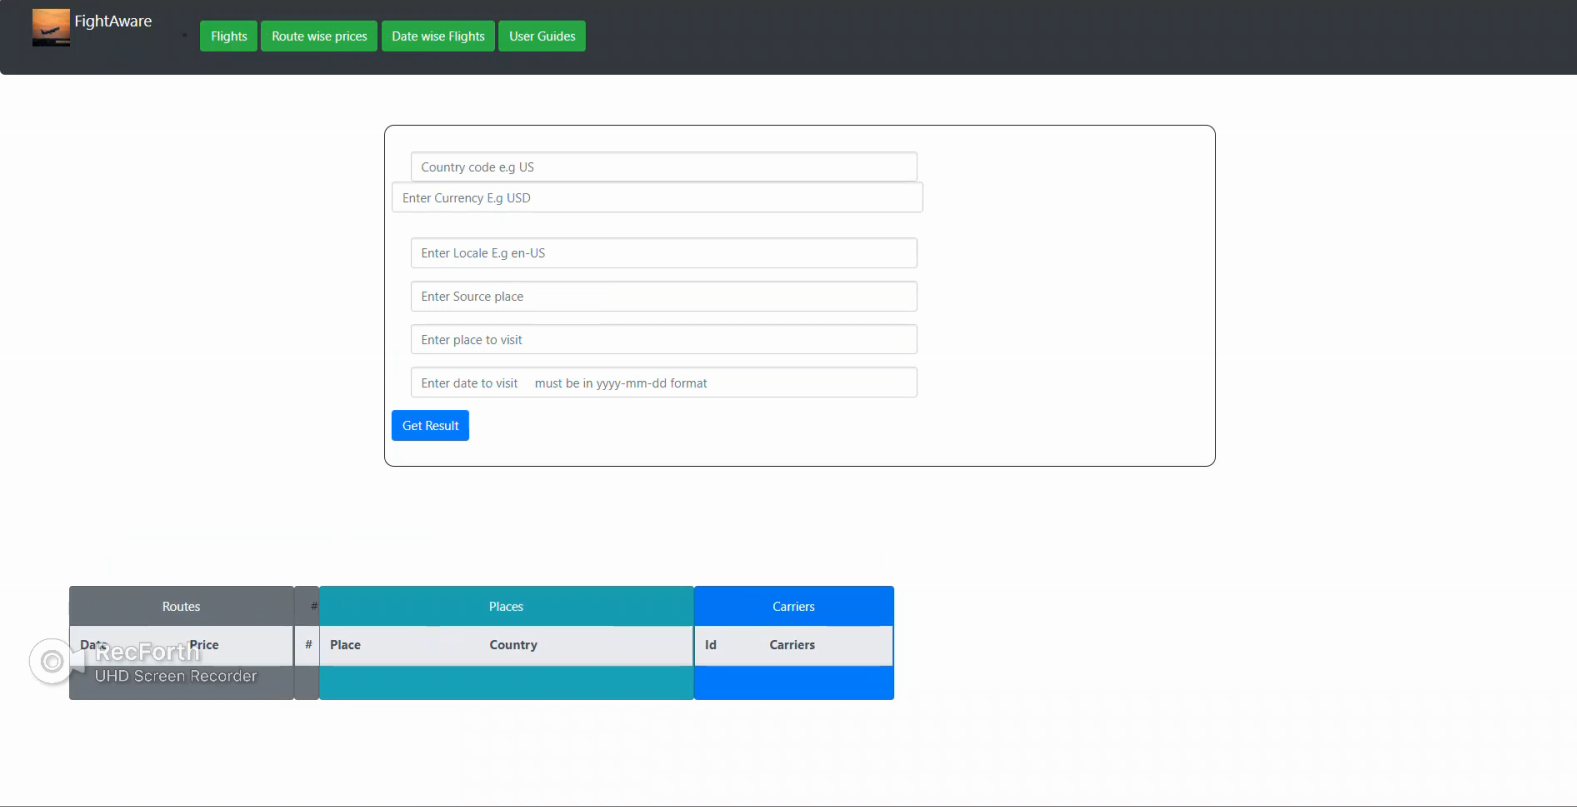 FightAware
Flights Route wise prices Date wise Flights User Guides
Country code e.g US
Enter Currency E.g USD
Enter Locale E.g en-US
Enter Source place
Enter place to visit
Enter date to visit must be in yyyy-mm-dd format
Get Result
Routes # Places Carriers
Date Price # Place Country Id Carriers
RecForth
UHD Screen Recorder